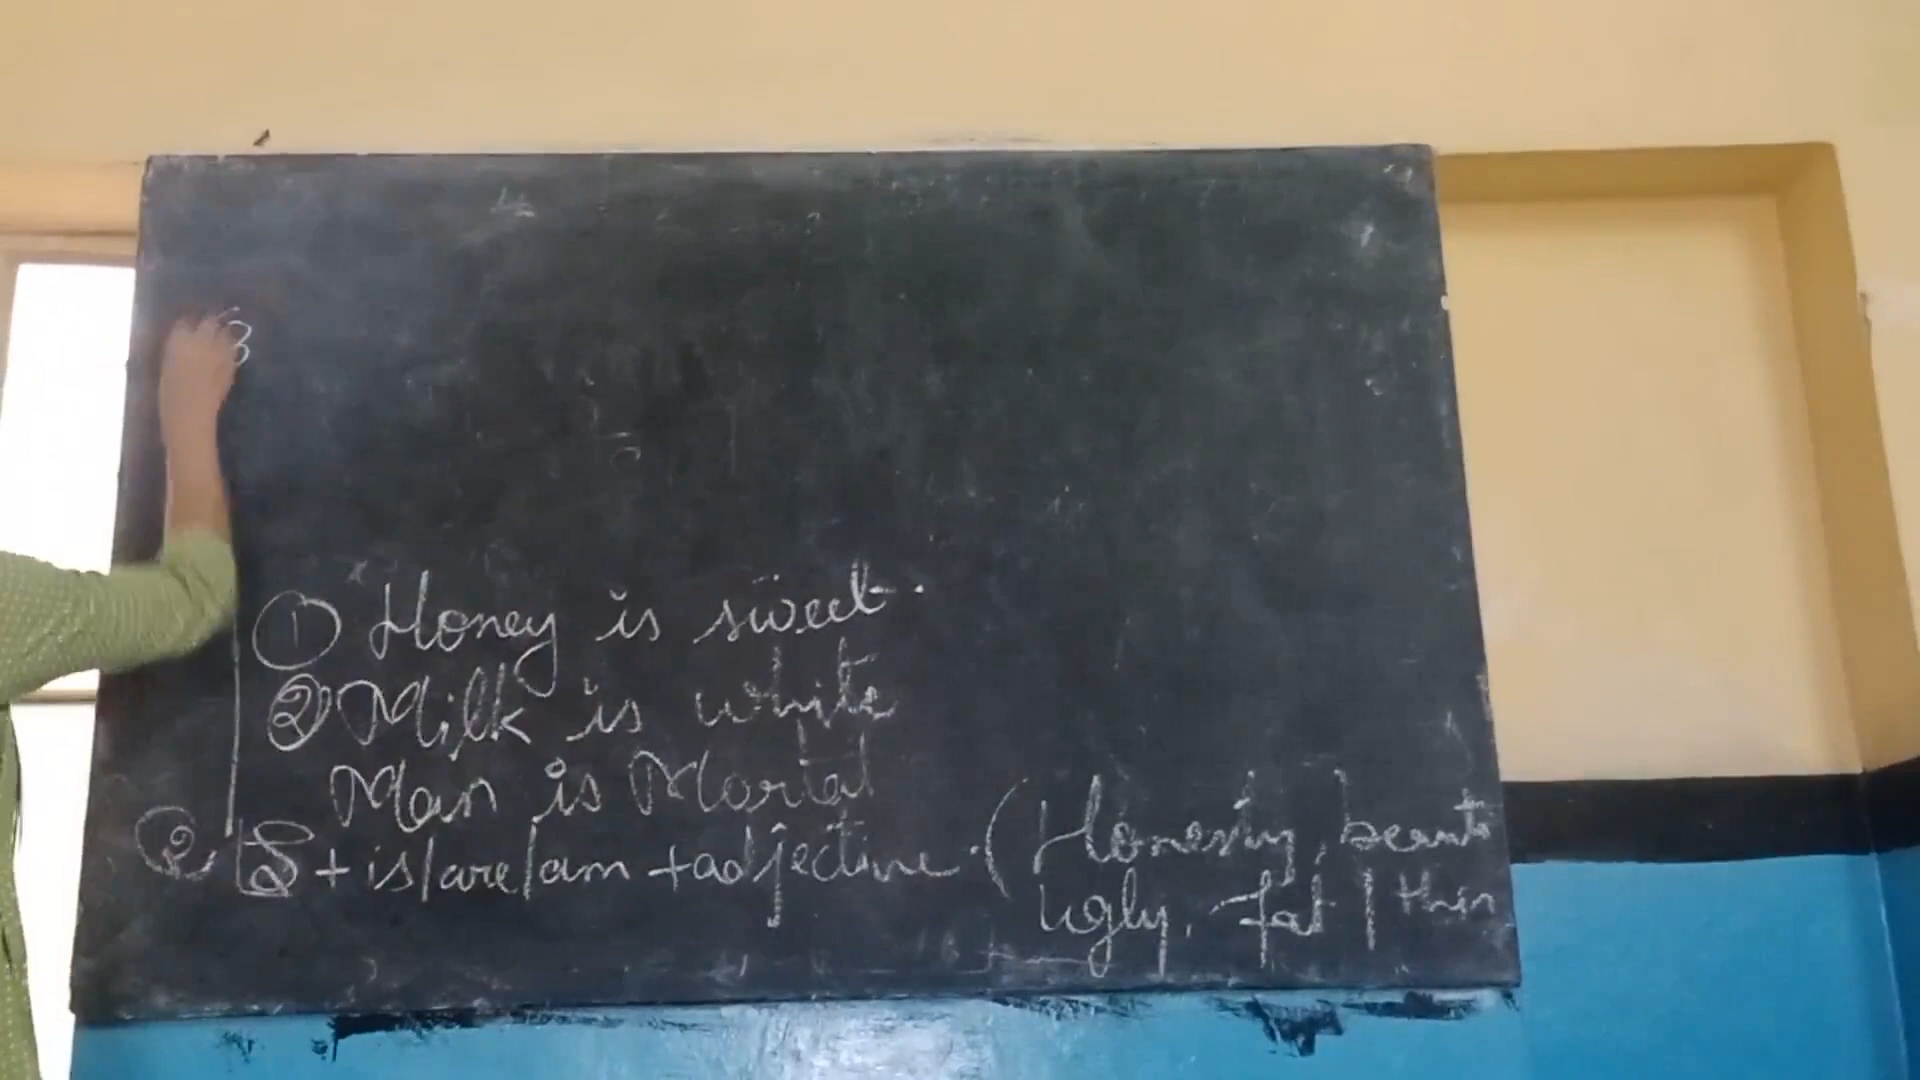 3
① Honey is sweet.
② Milk is white
Man is Mortal
② S + is/are/am + adjective. (Honesty, beaut
Ugly, fat | thin